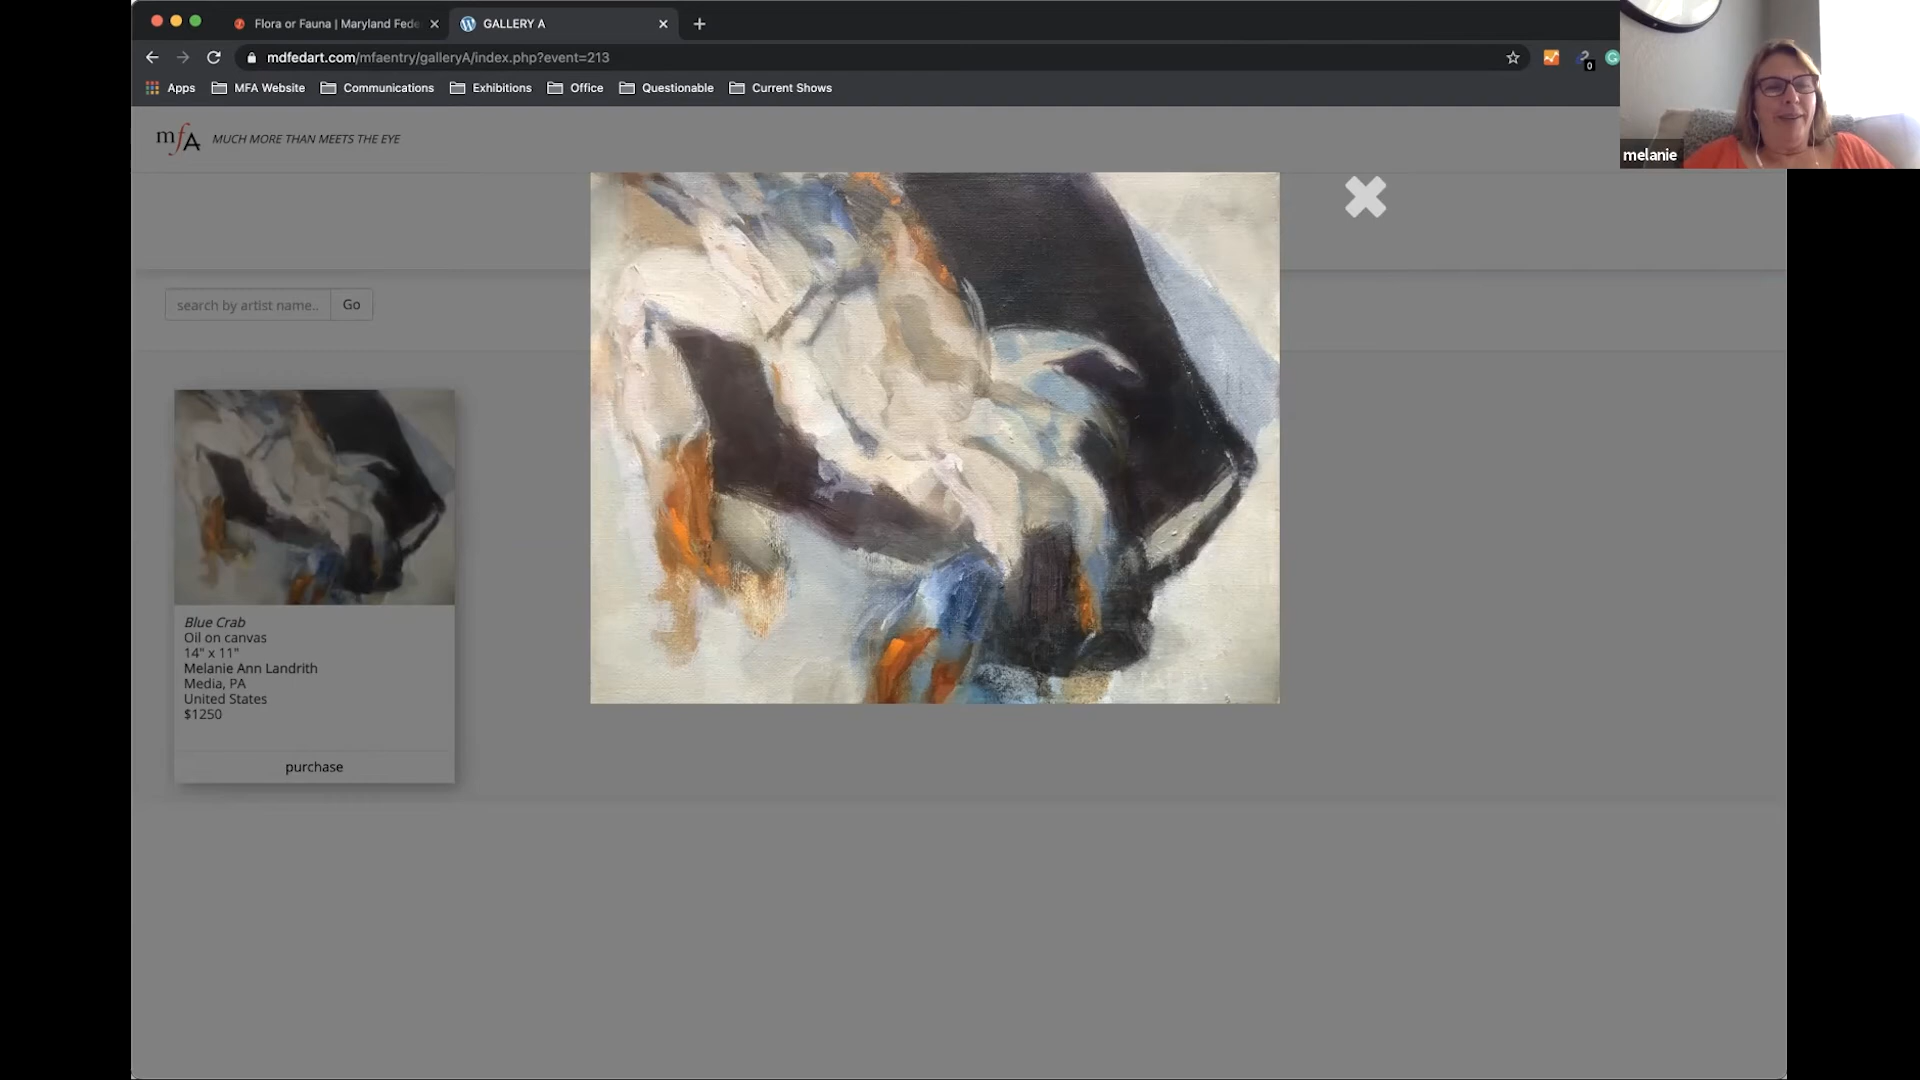 Flora or Fauna | Maryland Fede
GALLERY A
mdfedart.com/mfaentry/galleryA/index.php?event=213
0
Apps
MFA Website
Communications
Exhibitions
Office
Questionable
Current Shows
mfA MUCH MORE THAN MEETS THE EYE
melanie
search by artist name..
Go
Blue Crab
Oil on canvas
14" x 11"
Melanie Ann Landrith
Media, PA
United States
$1250
purchase